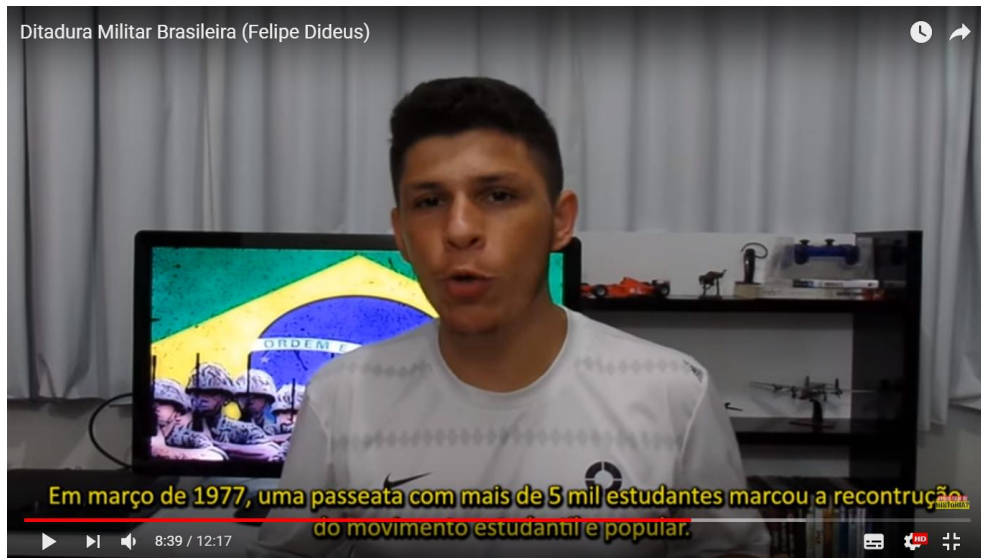 Ditadura Militar Brasileira (Felipe Dideus)
ORDEM E
Em março de 1977, uma passeata com mais de 5 mil estudantes marcou a recontrução
do movimento estudantil e popular.
HISTORIA
8:39 / 12:17
HD